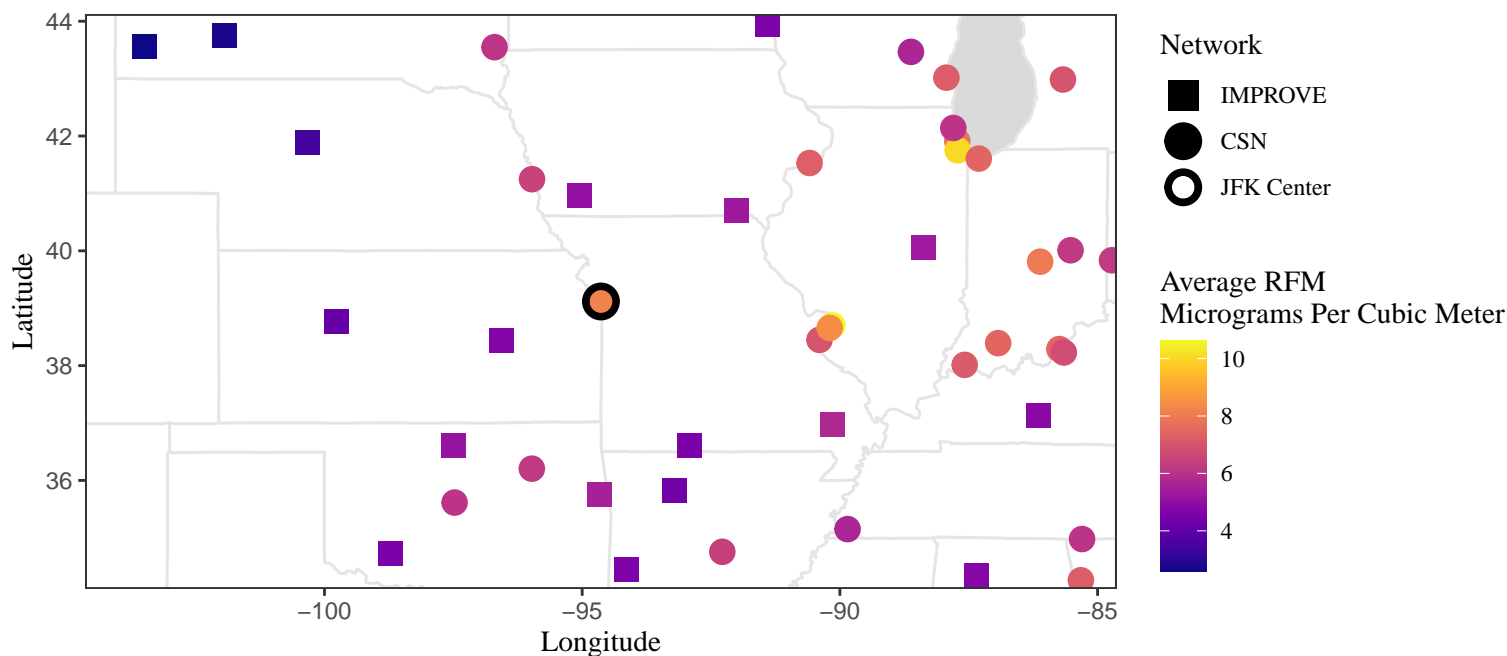 44
42
40
38
36
Latitude
−100
−95
−90
−85
Longitude
Network
IMPROVE
CSN
JFK Center
Average RFM
Micrograms Per Cubic Meter
10
8
6
4